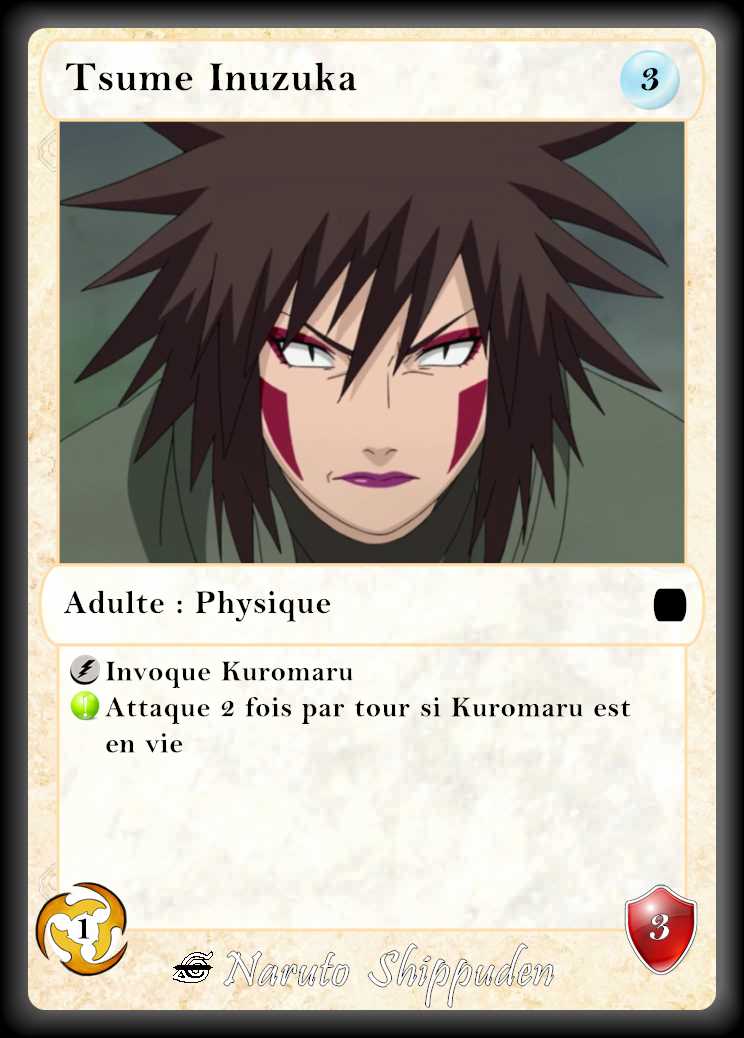 Tsume Inuzuka
3
Adulte : Physique
Invoque Kuromaru
Attaque 2 fois par tour si Kuromaru est
en vie
1
3
Naruto Shippuden